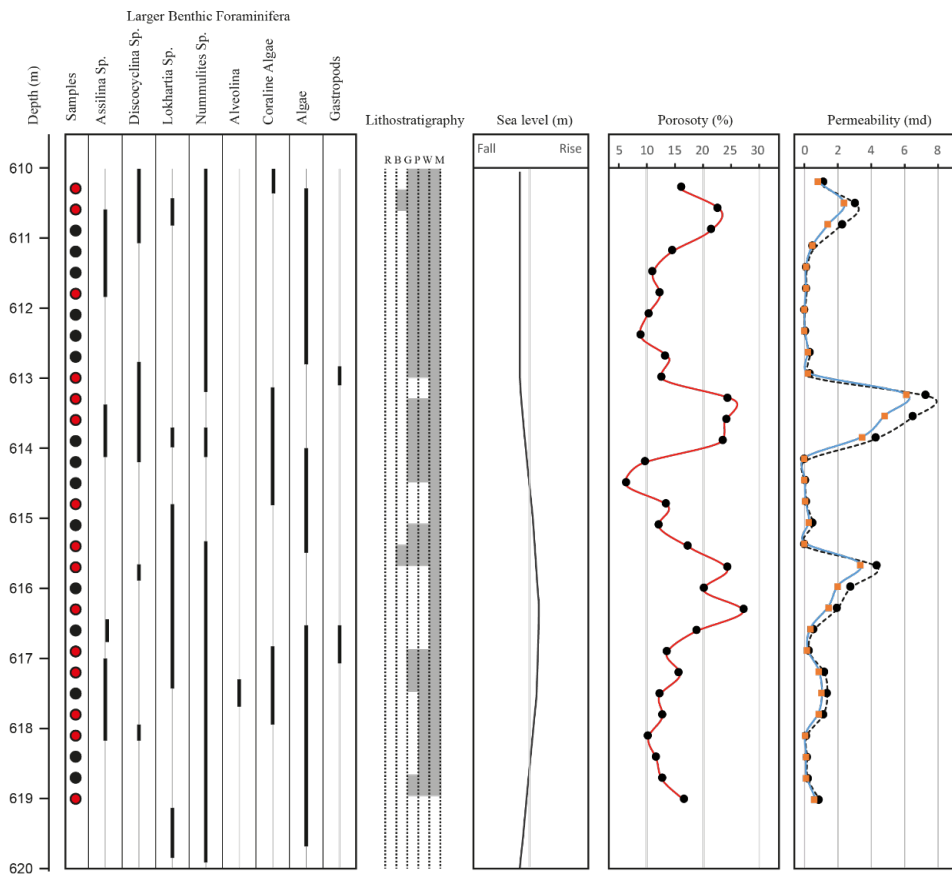 Larger Benthic Foraminifera
Depth (m)
Samples
Assilina Sp.
Discocyclina Sp.
Lokhartia Sp.
Nummulites Sp.
Alveolina
Coraline Algae
Algae
Gastropods
Lithostratigraphy
Sea level (m)
Porosoty (%)
Permeability (md)
Fall Rise
R B G P W M
5 10 15 20 25 30
0 2 4 6 8
610
611
612
613
614
615
616
617
618
619
620